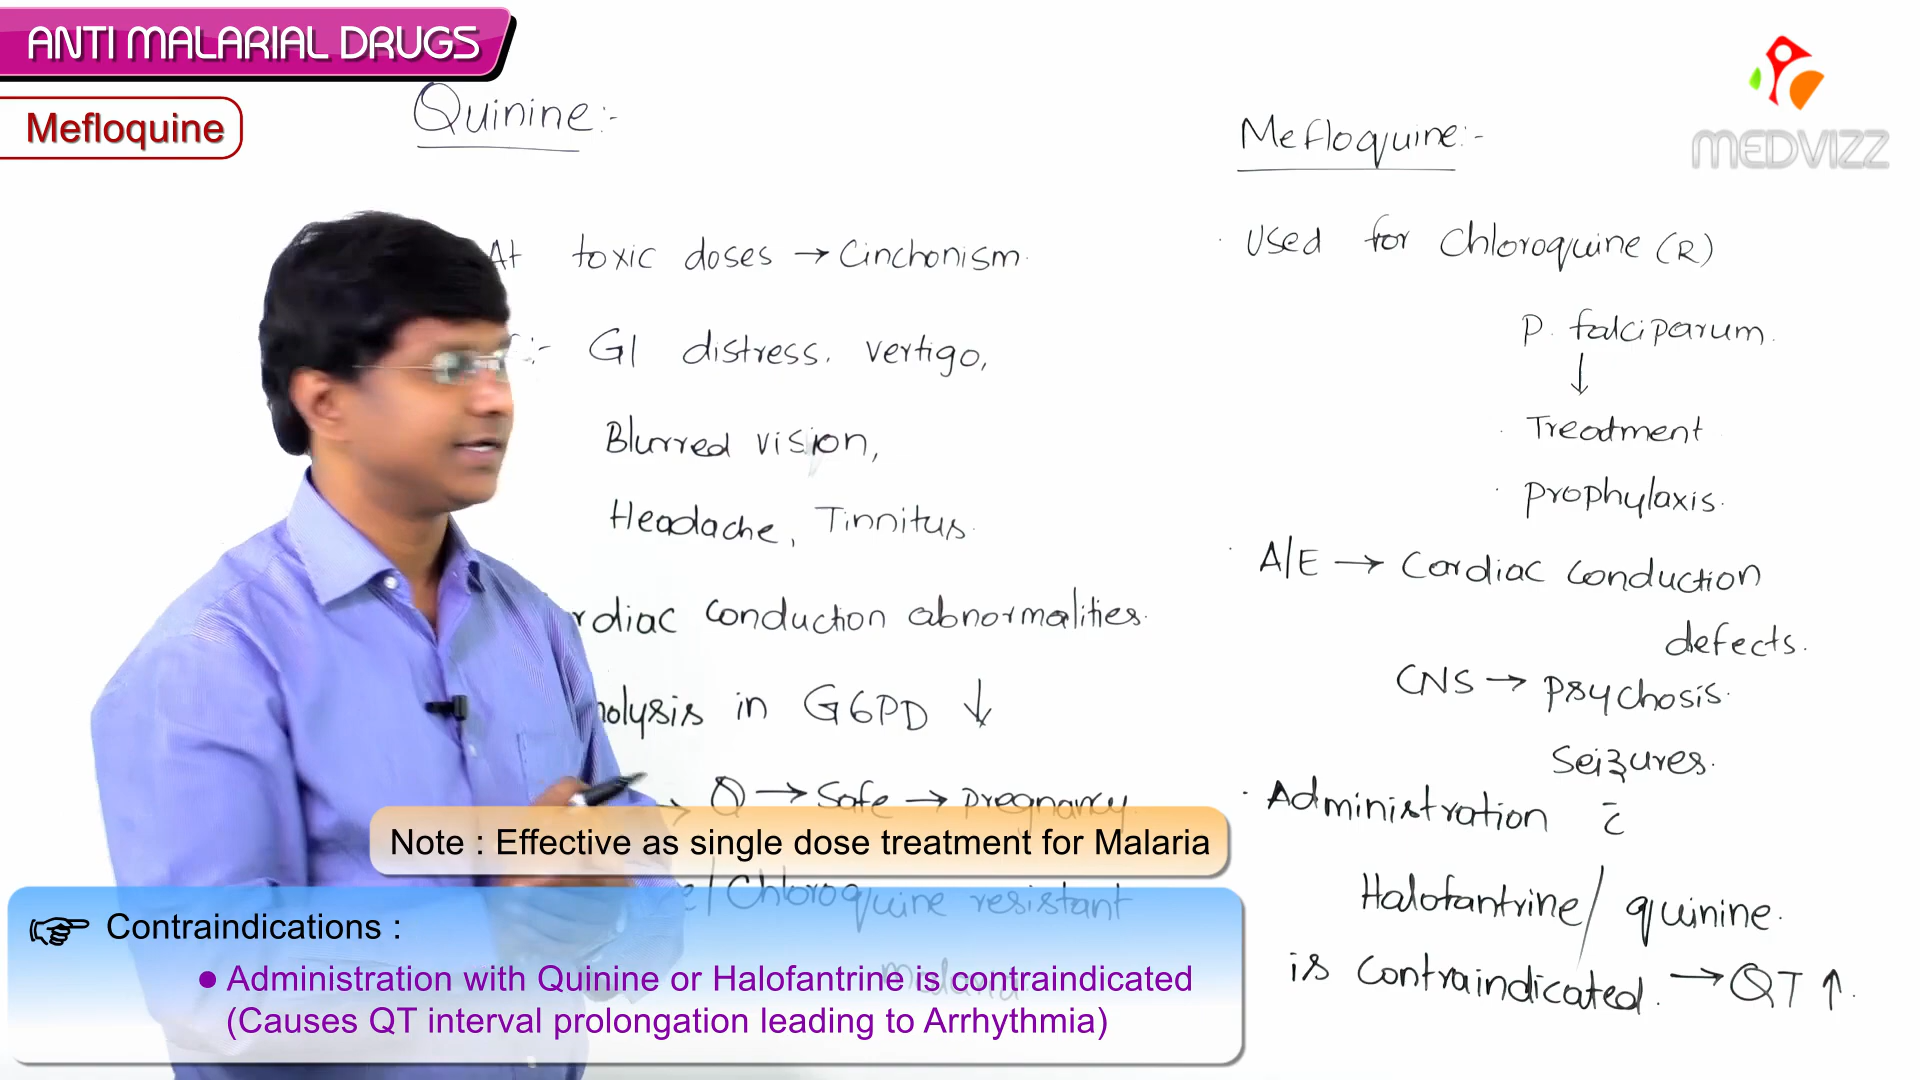 ANTI MALARIAL DRUGS
Mefloquine
MEDVIZZ
Quinine:-
At toxic doses → Cinchonism.
:- GI distress. vertigo,
Blurred vision,
Headache, Tinnitus.
rdiac conduction abnormalities.
olysis in G6PD ↓
→ Q → Safe → pregnancy
e/Chloroquine resistant
Mefloquine:-
· Used for Chloroquine (R)
P. falciparum.
↓
· Treatment
· prophylaxis.
· A/E → Cardiac conduction
defects.
CNS → psychosis.
Seizures.
· Administration c̄
Halofantrine/ quinine.
is contraindicated. → QT ↑.
Note : Effective as single dose treatment for Malaria
Contraindications :
● Administration with Quinine or Halofantrine is contraindicated
(Causes QT interval prolongation leading to Arrhythmia)